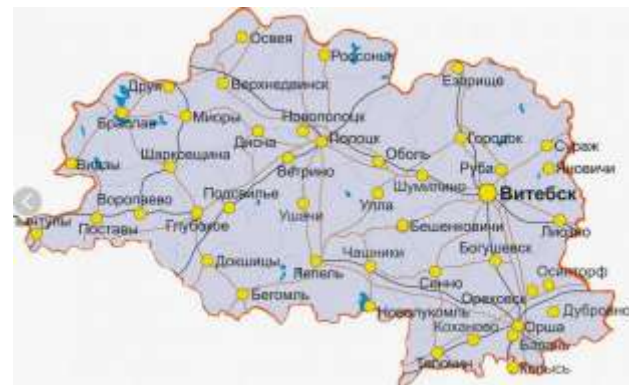 Освея
Россоны
Езерище
Друя
Верхнедвинск
Браслав
Миоры
Новополоцк
Дисна
Полоцк
Городок
Сураж
Видзы
Шарковщина
Ветрино
Оболь
Руба
Яновичи
Шумилино
Витебск
Воропаево
Подсвилье
Ушачи
Улла
Поставы
Глубокое
Бешенковичи
Лиозно
Докшицы
Лепель
Чашники
Богушевск
Сенно
Осинторф
Бегомль
Ореховск
Новолукомль
Дубровно
Коханово
Орша
Барань
Толочин
Копысь